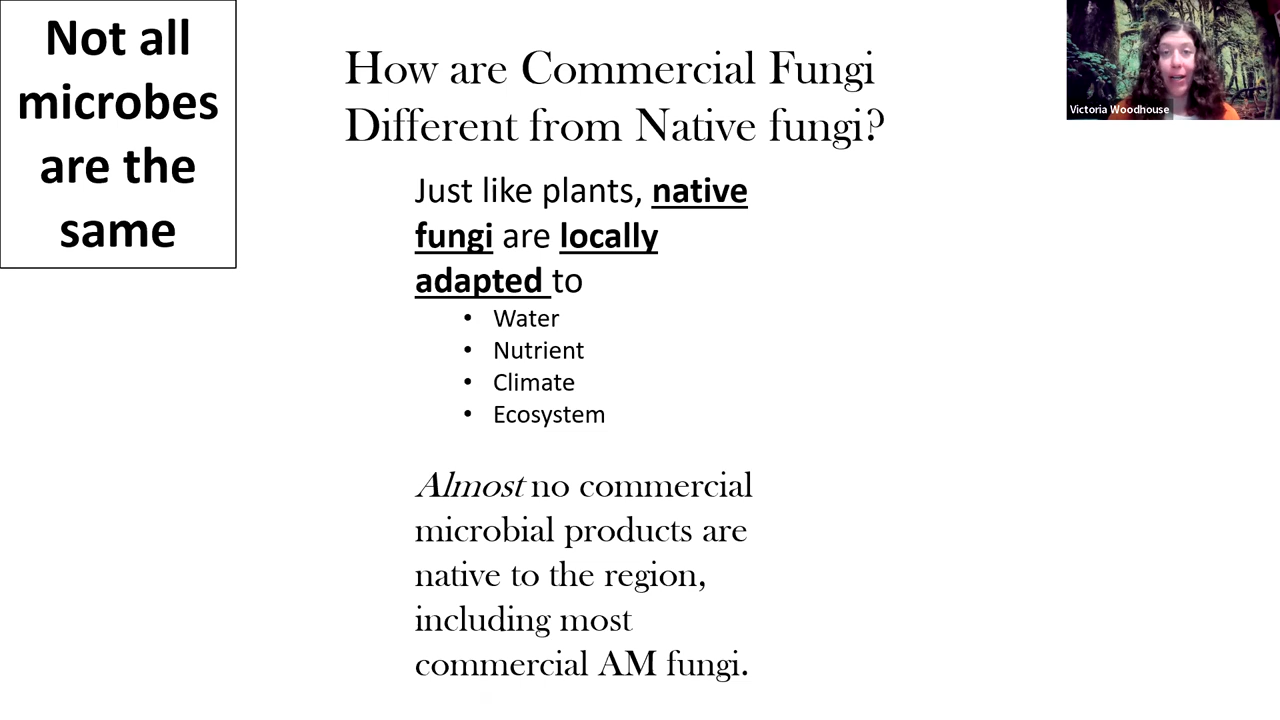 Not all
microbes
are the
same
How are Commercial Fungi
Different from Native fungi?
Just like plants, native
fungi are locally
adapted to
• Water
• Nutrient
• Climate
• Ecosystem
Almost no commercial
microbial products are
native to the region,
including most
commercial AM fungi.
Victoria Woodhouse